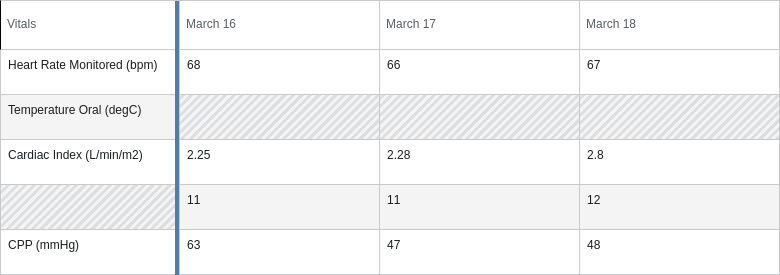 Vitals March 16 March 17 March 18
Heart Rate Monitored (bpm) 68 66 67
Temperature Oral (degC)
Cardiac Index (L/min/m2) 2.25 2.28 2.8
11 11 12
CPP (mmHg) 63 47 48